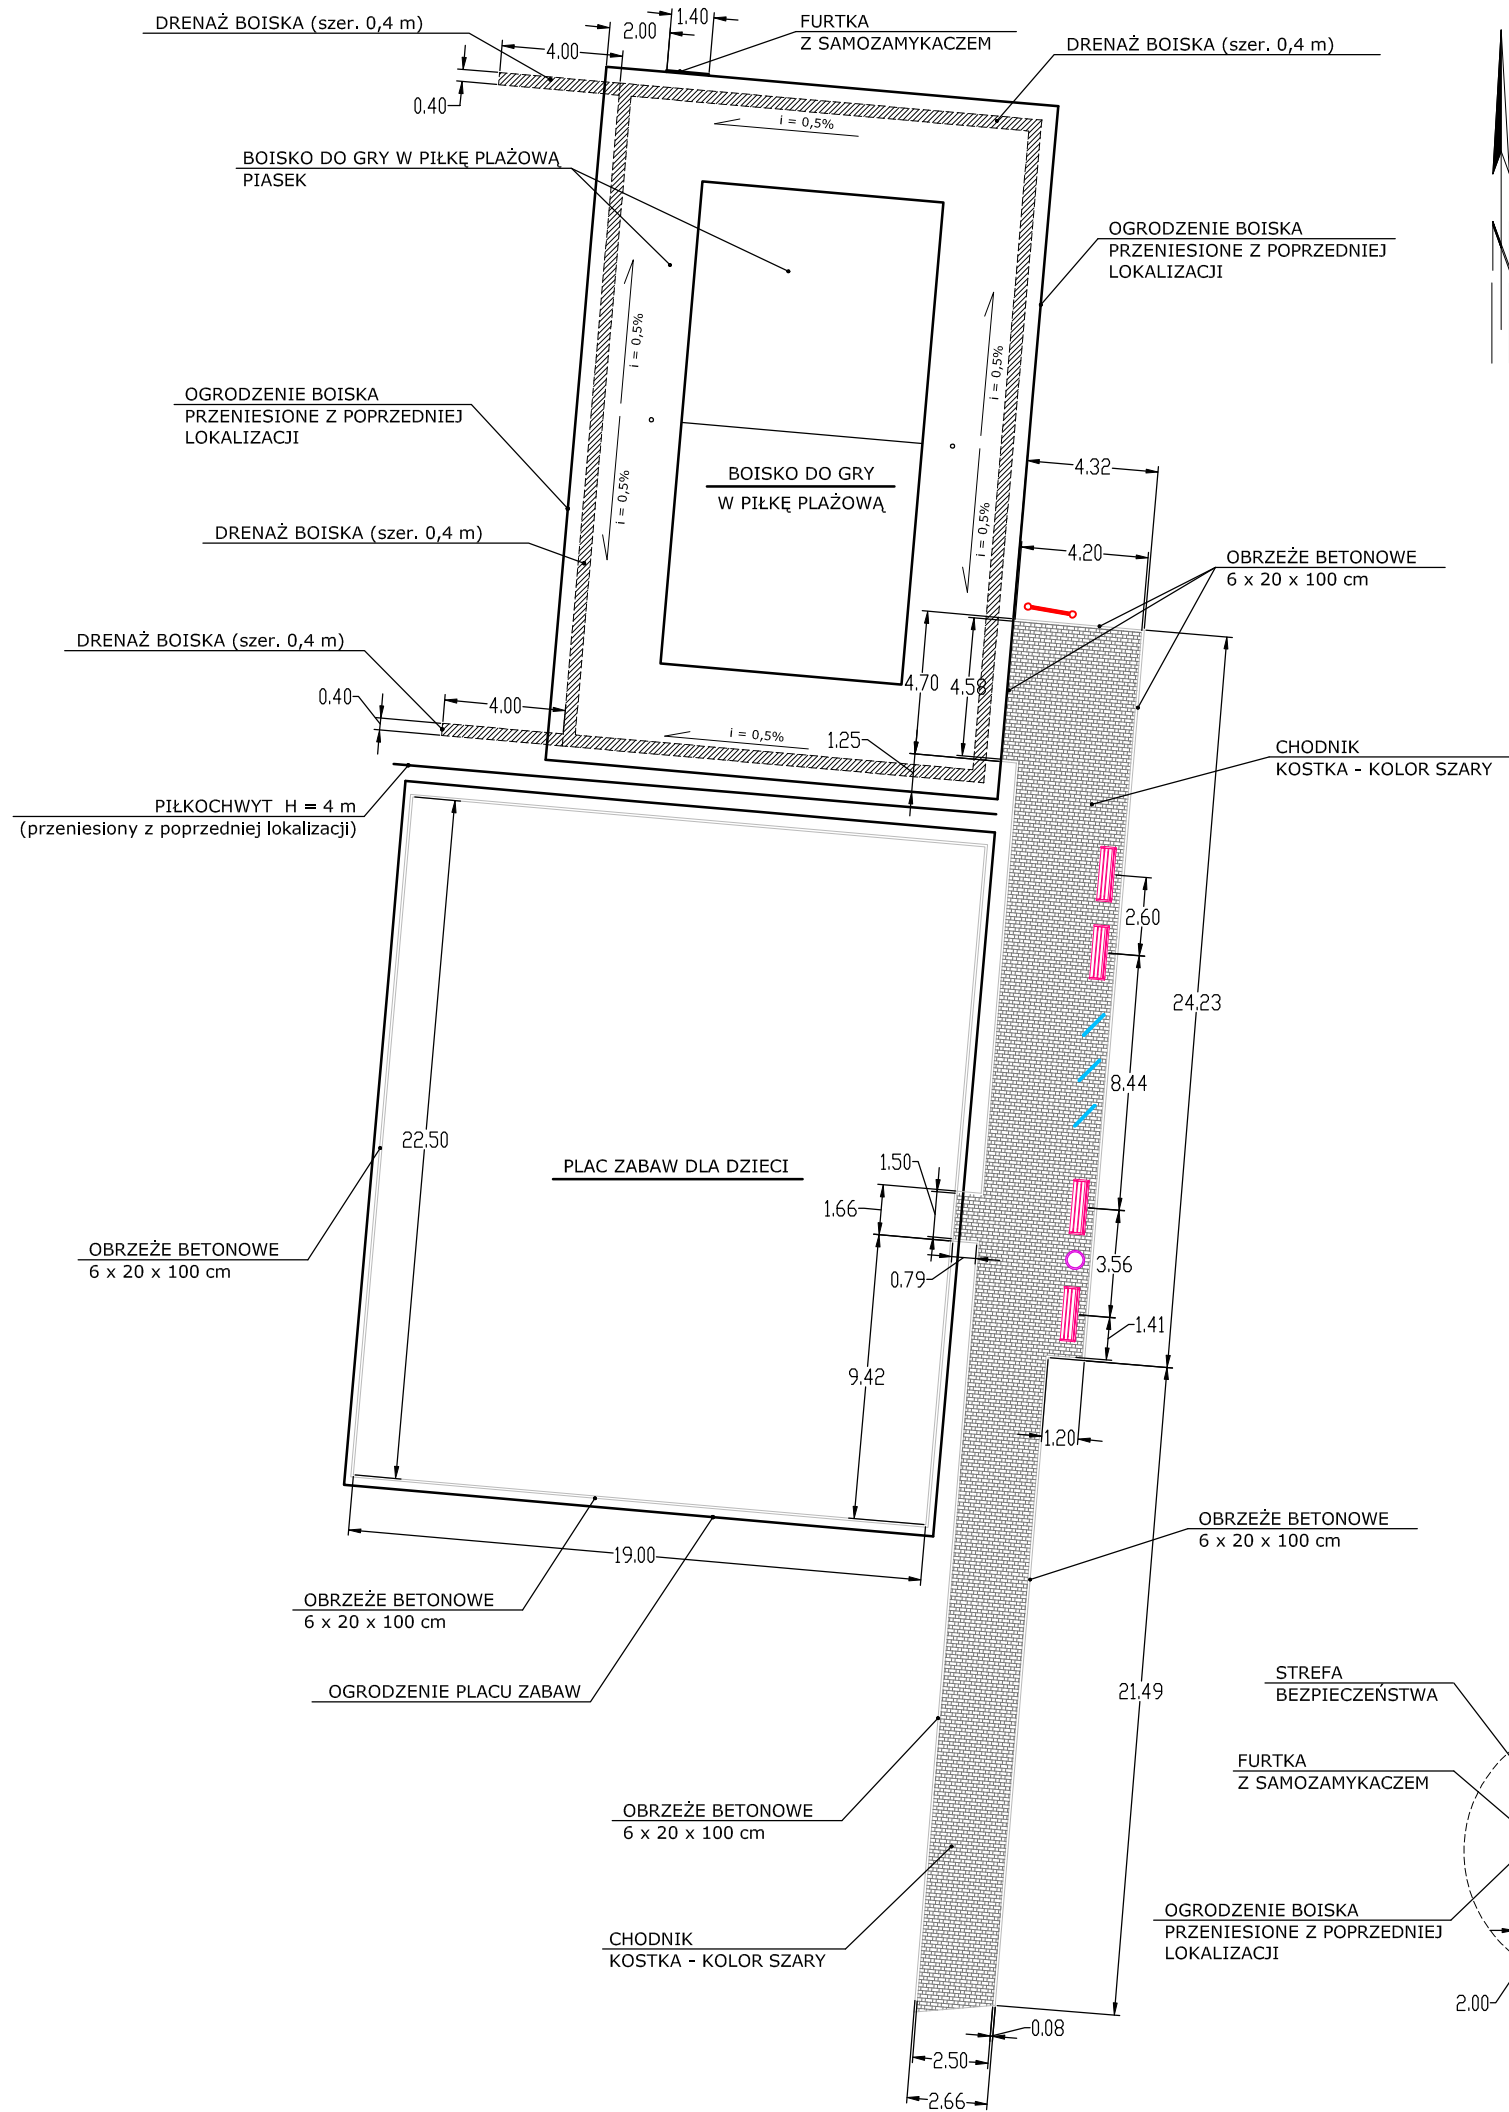 DRENAŻ BOISKA (szer. 0,4 m)
1.40
2.00
FURTKA
Z SAMOZAMYKACZEM
DRENAŻ BOISKA (szer. 0,4 m)
4.00
0.40
i = 0,5%
BOISKO DO GRY W PIŁKĘ PLAŻOWĄ
PIASEK
OGRODZENIE BOISKA
PRZENIESIONE Z POPRZEDNIEJ
LOKALIZACJI
i = 0,5%
i = 0,5%
OGRODZENIE BOISKA
PRZENIESIONE Z POPRZEDNIEJ
LOKALIZACJI
4.32
BOISKO DO GRY
W PIŁKĘ PLAŻOWĄ
i = 0,5%
i = 0,5%
DRENAŻ BOISKA (szer. 0,4 m)
4.20
OBRZEŻE BETONOWE
6 x 20 x 100 cm
DRENAŻ BOISKA (szer. 0,4 m)
4.70
4.58
0.40
4.00
i = 0,5%
1.25
CHODNIK
KOSTKA - KOLOR SZARY
PIŁKOCHWYT H = 4 m
(przeniesiony z poprzedniej lokalizacji)
2.60
24.23
8.44
22.50
PLAC ZABAW DLA DZIECI
1.50
1.66
OBRZEŻE BETONOWE
6 x 20 x 100 cm
0.79
3.56
1.41
9.42
1.20
OBRZEŻE BETONOWE
6 x 20 x 100 cm
19.00
OBRZEŻE BETONOWE
6 x 20 x 100 cm
OGRODZENIE PLACU ZABAW
21.49
STREFA
BEZPIECZEŃSTWA
FURTKA
Z SAMOZAMYKACZEM
OBRZEŻE BETONOWE
6 x 20 x 100 cm
OGRODZENIE BOISKA
PRZENIESIONE Z POPRZEDNIEJ
LOKALIZACJI
CHODNIK
KOSTKA - KOLOR SZARY
2.00
0.08
2.50
2.66